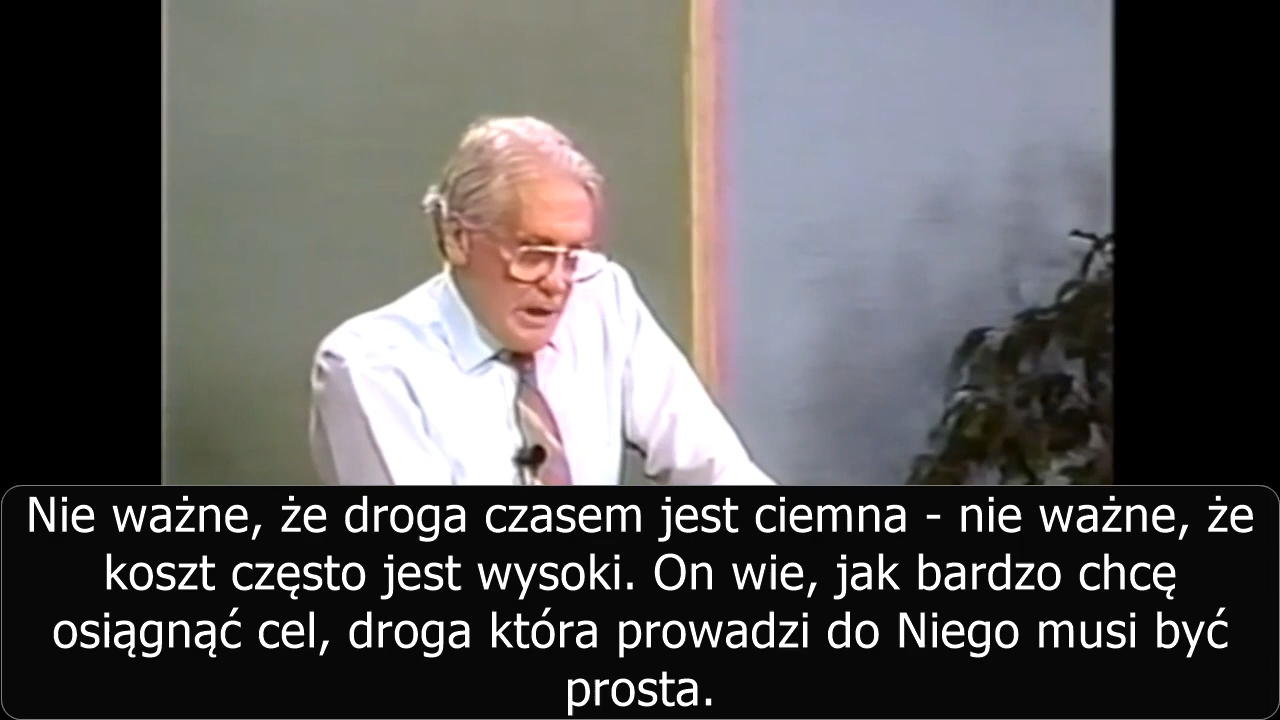 Nie ważne, że droga czasem jest ciemna - nie ważne, że
koszt często jest wysoki. On wie, jak bardzo chcę
osiągnąć cel, droga która prowadzi do Niego musi być
prosta.